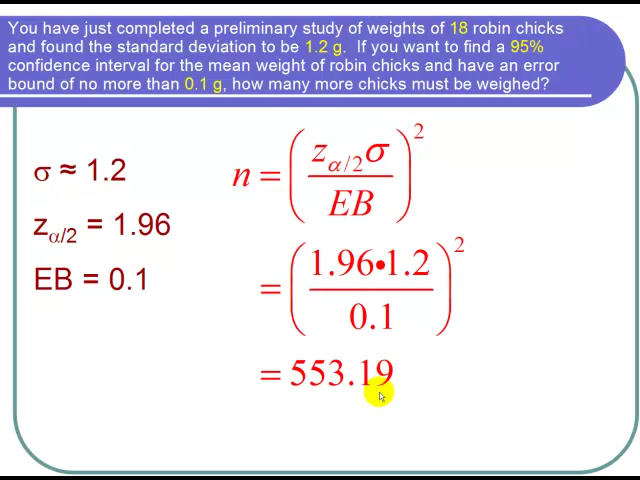 You have just completed a preliminary study of weights of 18 robin chicks
and found the standard deviation to be 1.2 g. If you want to find a 95%
confidence interval for the mean weight of robin chicks and have an error
bound of no more than 0.1 g, how many more chicks must be weighed?
σ ≈ 1.2
zα/2 = 1.96
EB = 0.1
n = (zα/2σ / EB)²
= (1.96•1.2 / 0.1)²
= 553.19